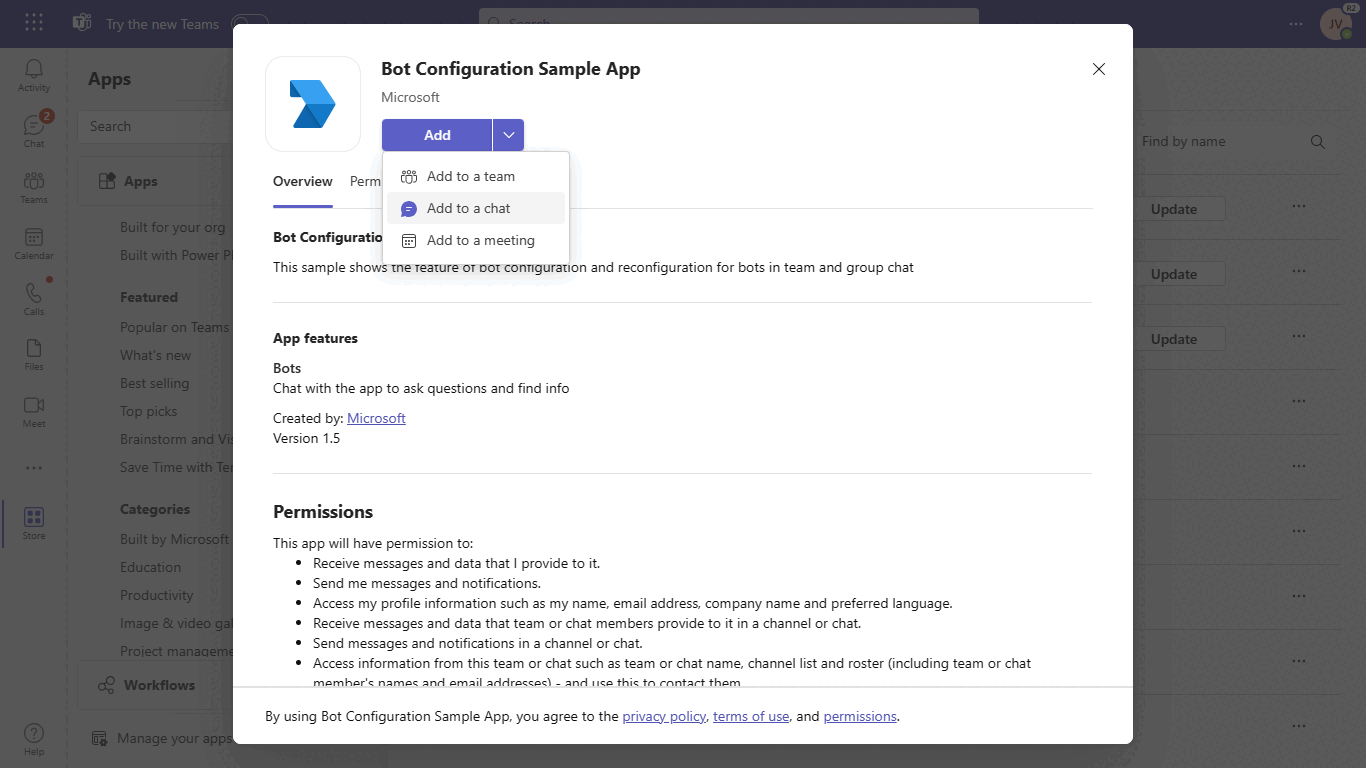 Try the new Teams
Search
R2
JV
Activity
Chat
2
Teams
Calendar
Calls
Files
Meet
Store
Help
Apps
Search
Apps
Built for your org
Built with Power
Featured
Popular on Teams
What's new
Best selling
Top picks
Brainstorm and
Save Time with
Categories
Built by Microsoft
Education
Productivity
Image & video
Project
Workflows
Manage your apps
Bot Configuration Sample App
Microsoft
Add
Add to a team
Add to a chat
Add to a meeting
Overview
Bot
This sample shows the feature of bot configuration and reconfiguration for bots in team and group chat
App features
Bots
Chat with the app to ask questions and find info
Created by: Microsoft
Version 1.5
Permissions
This app will have permission to:
Receive messages and data that I provide to it.
Send me messages and notifications.
Access my profile information such as my name, email address, company name and preferred language.
Receive messages and data that team or chat members provide to it in a channel or chat.
Send messages and notifications in a channel or chat.
Access information from this team or chat such as team or chat name, channel list and roster (including team or chat
member's names and email addresses) - and use this to contact them
By using Bot Configuration Sample App, you agree to the privacy policy, terms of use, and permissions.
Find by name
Update
Update
Update